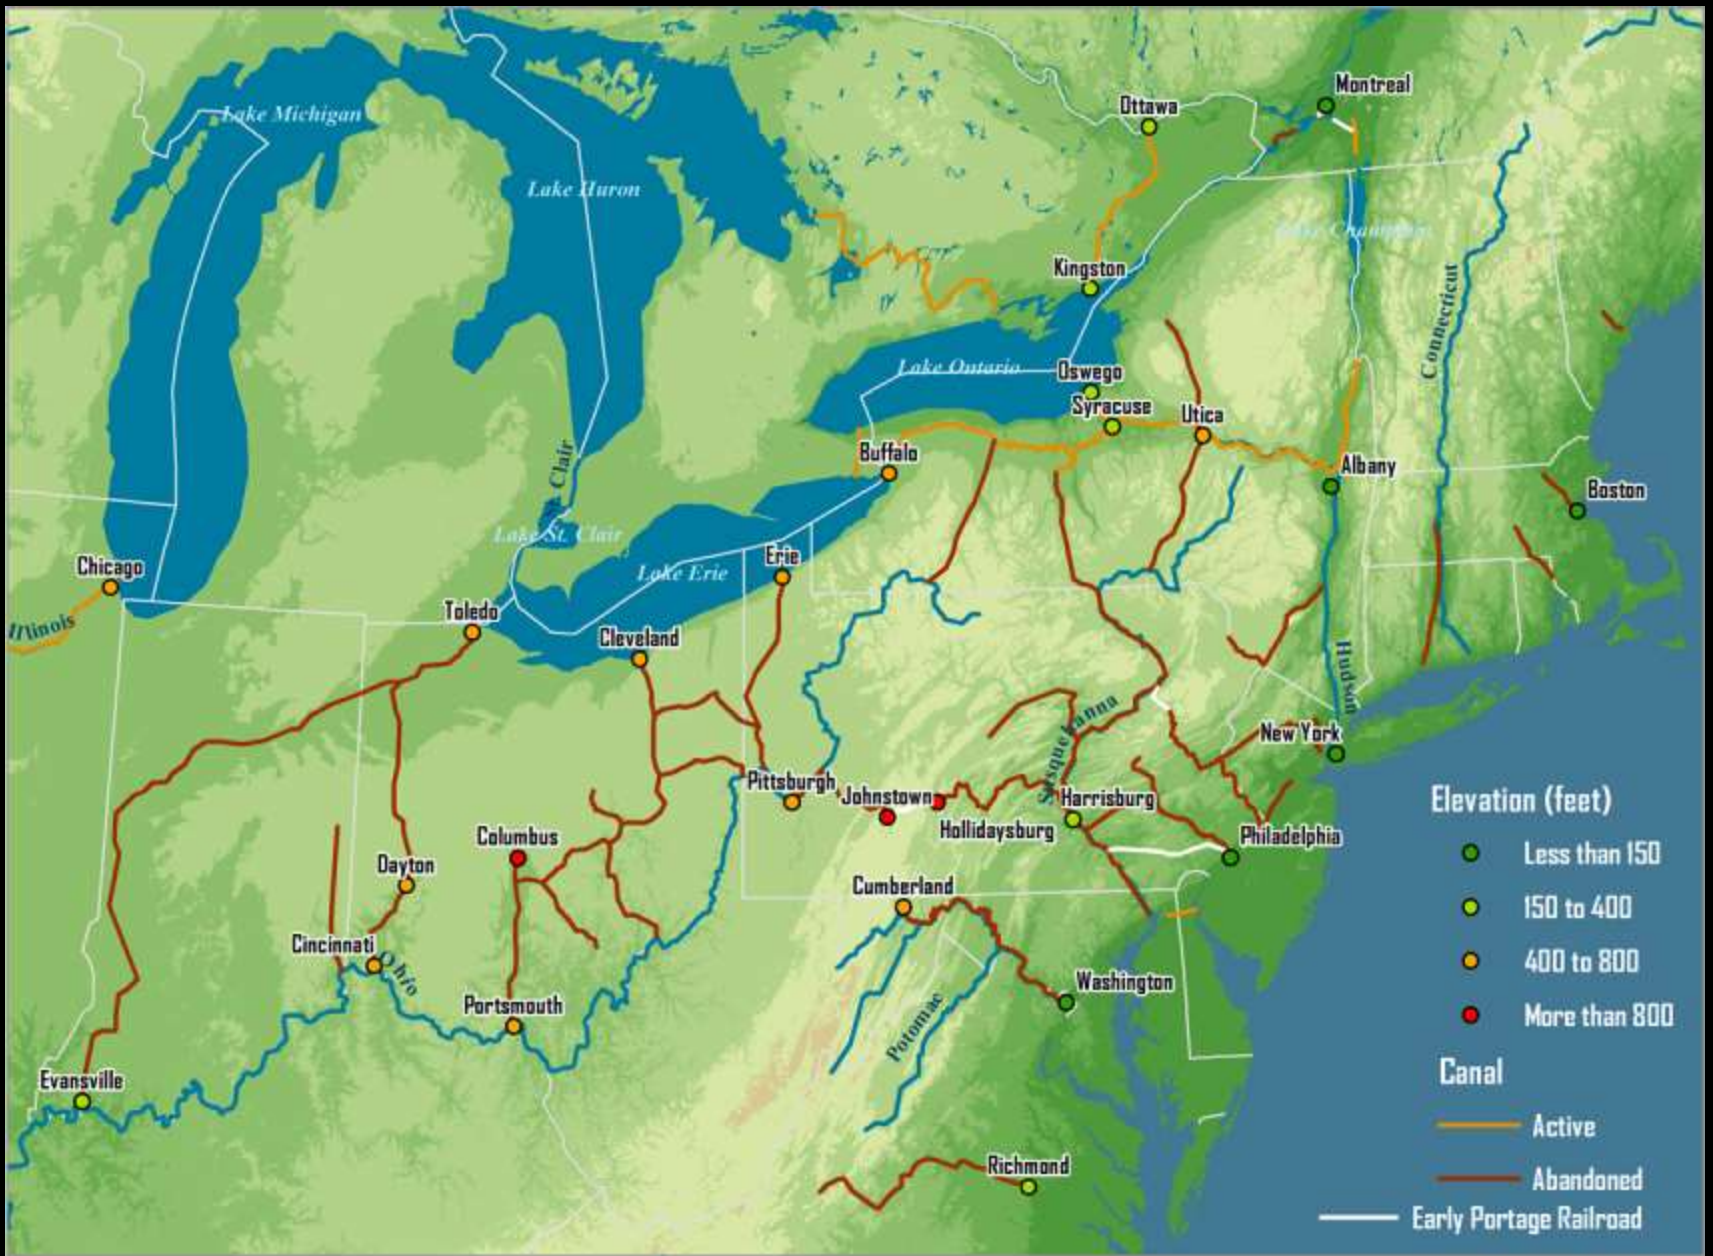 Montreal
Ottawa
Lake Michigan
Lake Huron
Lake Champlain
Kingston
Connecticut
Lake Ontario
Oswego
Syracuse
Utica
Buffalo
Albany
St. Clair
Boston
Lake St. Clair
Chicago
Erie
Lake Erie
Toledo
Illinois
Cleveland
Hudson
Susquehanna
New York
Pittsburgh
Johnstown
Harrisburg
Hollidaysburg
Philadelphia
Columbus
Dayton
Cumberland
Cincinnati
Ohio
Washington
Portsmouth
Potomac
Evansville
Richmond
Elevation (feet)
Less than 150
150 to 400
400 to 800
More than 800
Canal
Active
Abandoned
Early Portage Railroad